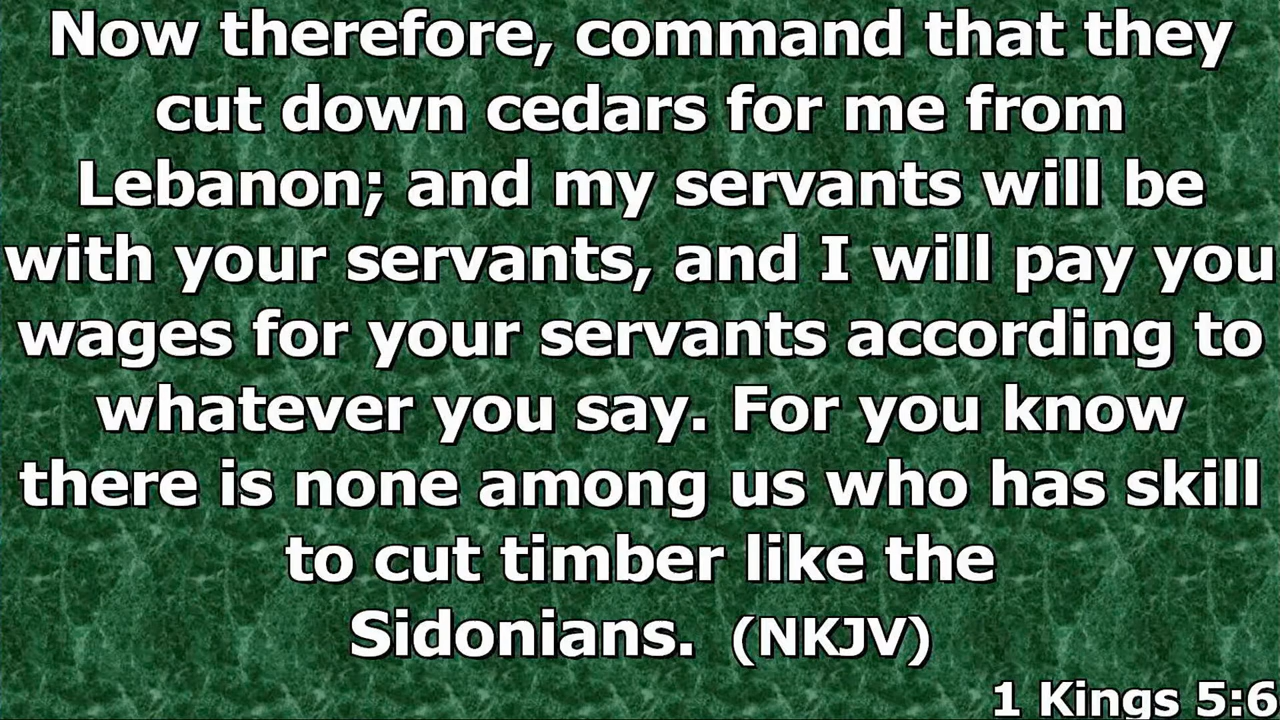 Now therefore, command that they
cut down cedars for me from
Lebanon; and my servants will be
with your servants, and I will pay you
wages for your servants according to
whatever you say. For you know
there is none among us who has skill
to cut timber like the
Sidonians. (NKJV)
1 Kings 5:6